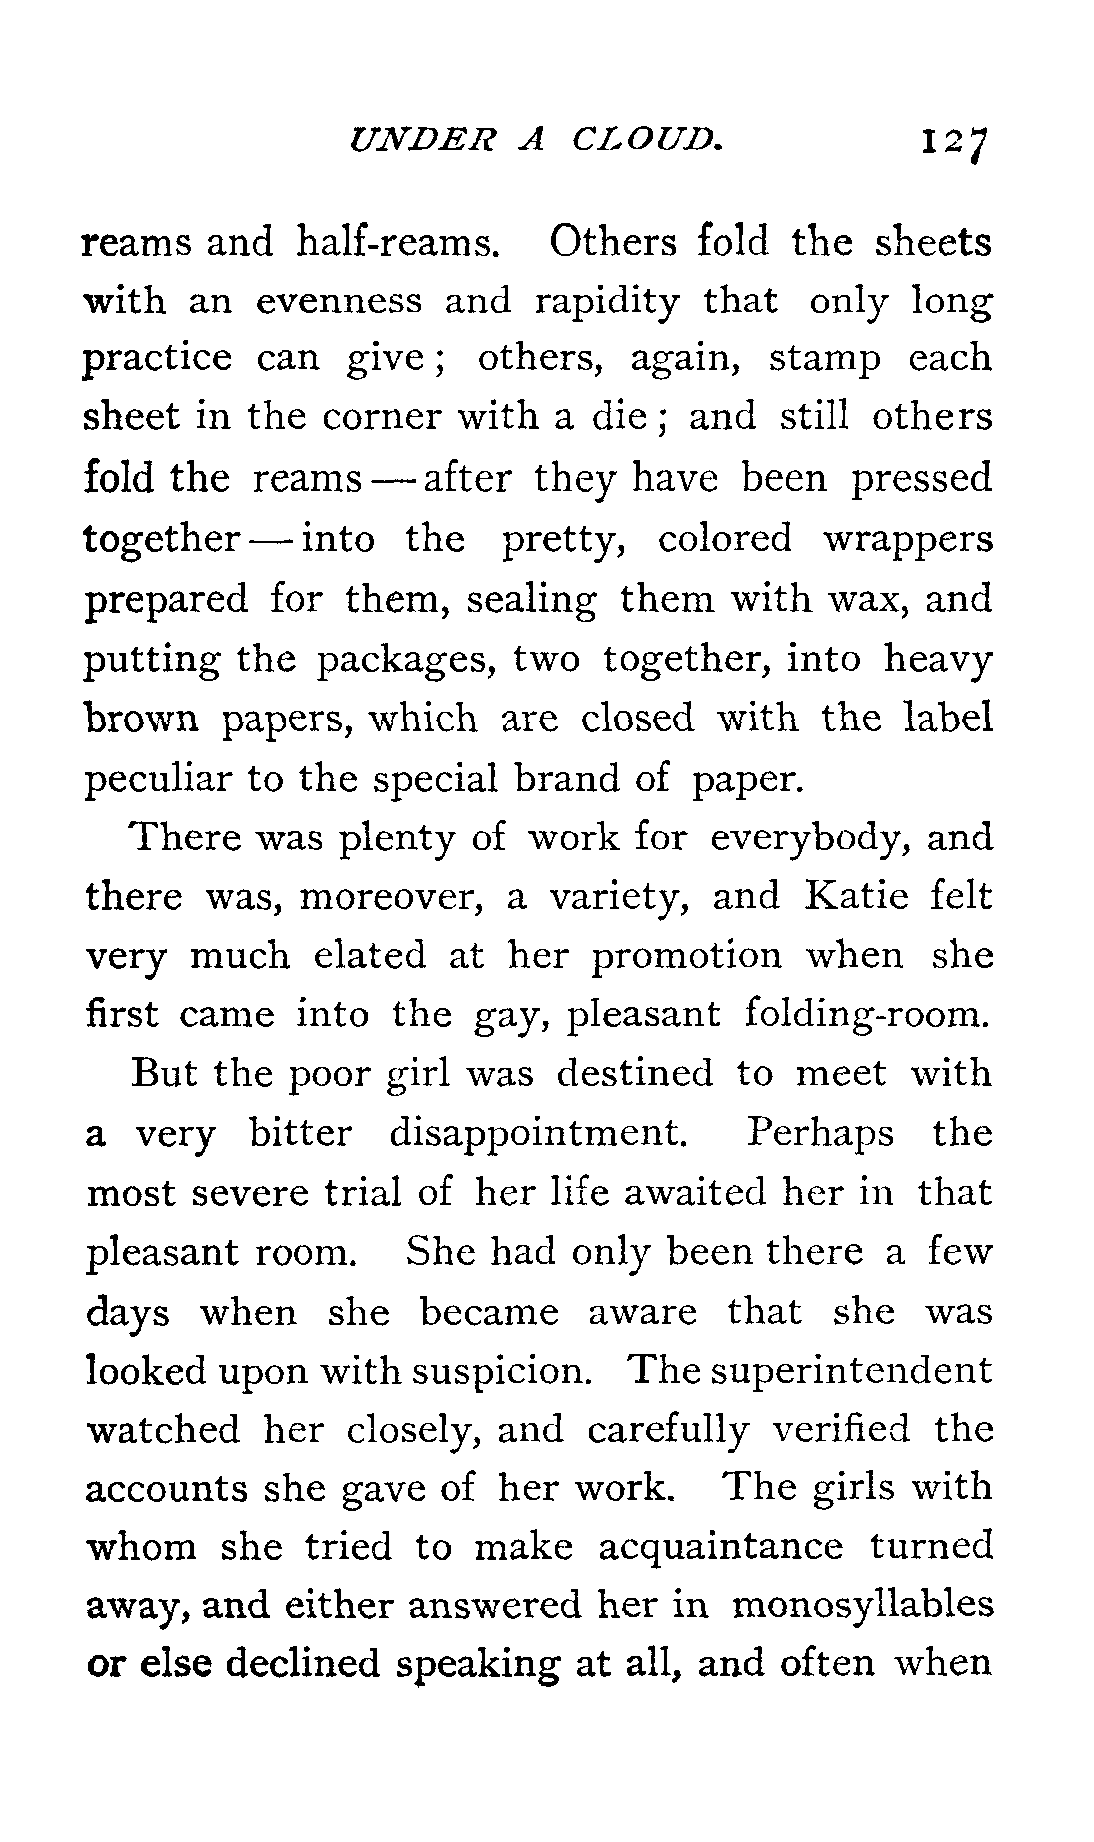 UNDER A CLOUD. 127
reams and half-reams. Others fold the sheets
with an evenness and rapidity that only long
practice can give; others, again, stamp each
sheet in the corner with a die; and still others
fold the reams — after they have been pressed
together — into the pretty, colored wrappers
prepared for them, sealing them with wax, and
putting the packages, two together, into heavy
brown papers, which are closed with the label
peculiar to the special brand of paper.
There was plenty of work for everybody, and
there was, moreover, a variety, and Katie felt
very much elated at her promotion when she
first came into the gay, pleasant folding-room.
But the poor girl was destined to meet with
a very bitter disappointment. Perhaps the
most severe trial of her life awaited her in that
pleasant room. She had only been there a few
days when she became aware that she was
looked upon with suspicion. The superintendent
watched her closely, and carefully verified the
accounts she gave of her work. The girls with
whom she tried to make acquaintance turned
away, and either answered her in monosyllables
or else declined speaking at all, and often when